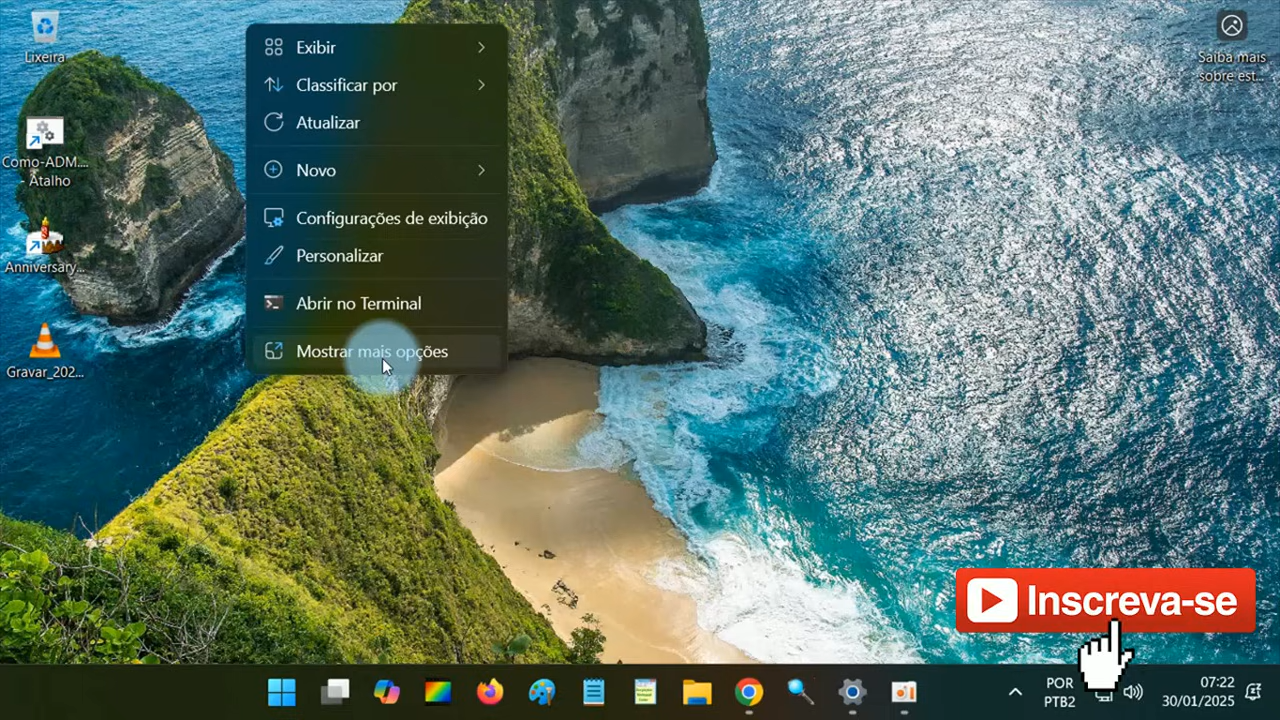 Lixeira
Como-ADM....
Atalho
Anniversary...
Gravar_202...
Exibir
Classificar por
Atualizar
Novo
Configurações de exibição
Personalizar
Abrir no Terminal
Mostrar mais opções
Saiba mais
sobre est...
Inscreva-se
POR
PTB2
07:22
30/01/2025